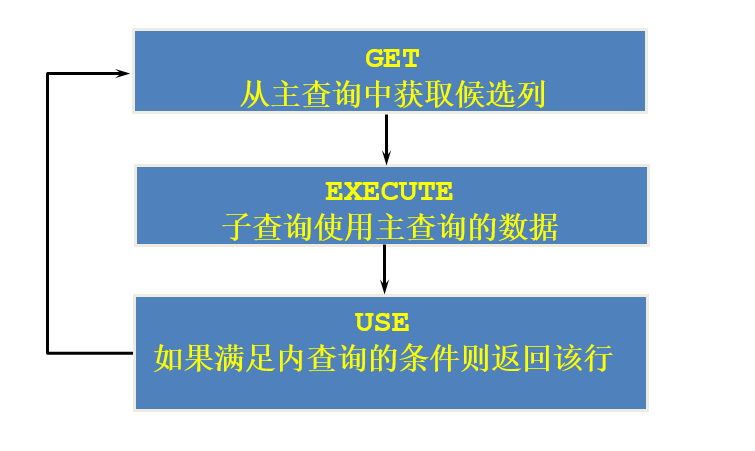 GET
从主查询中获取候选列
EXECUTE
子查询使用主查询的数据
USE
如果满足内查询的条件则返回该行